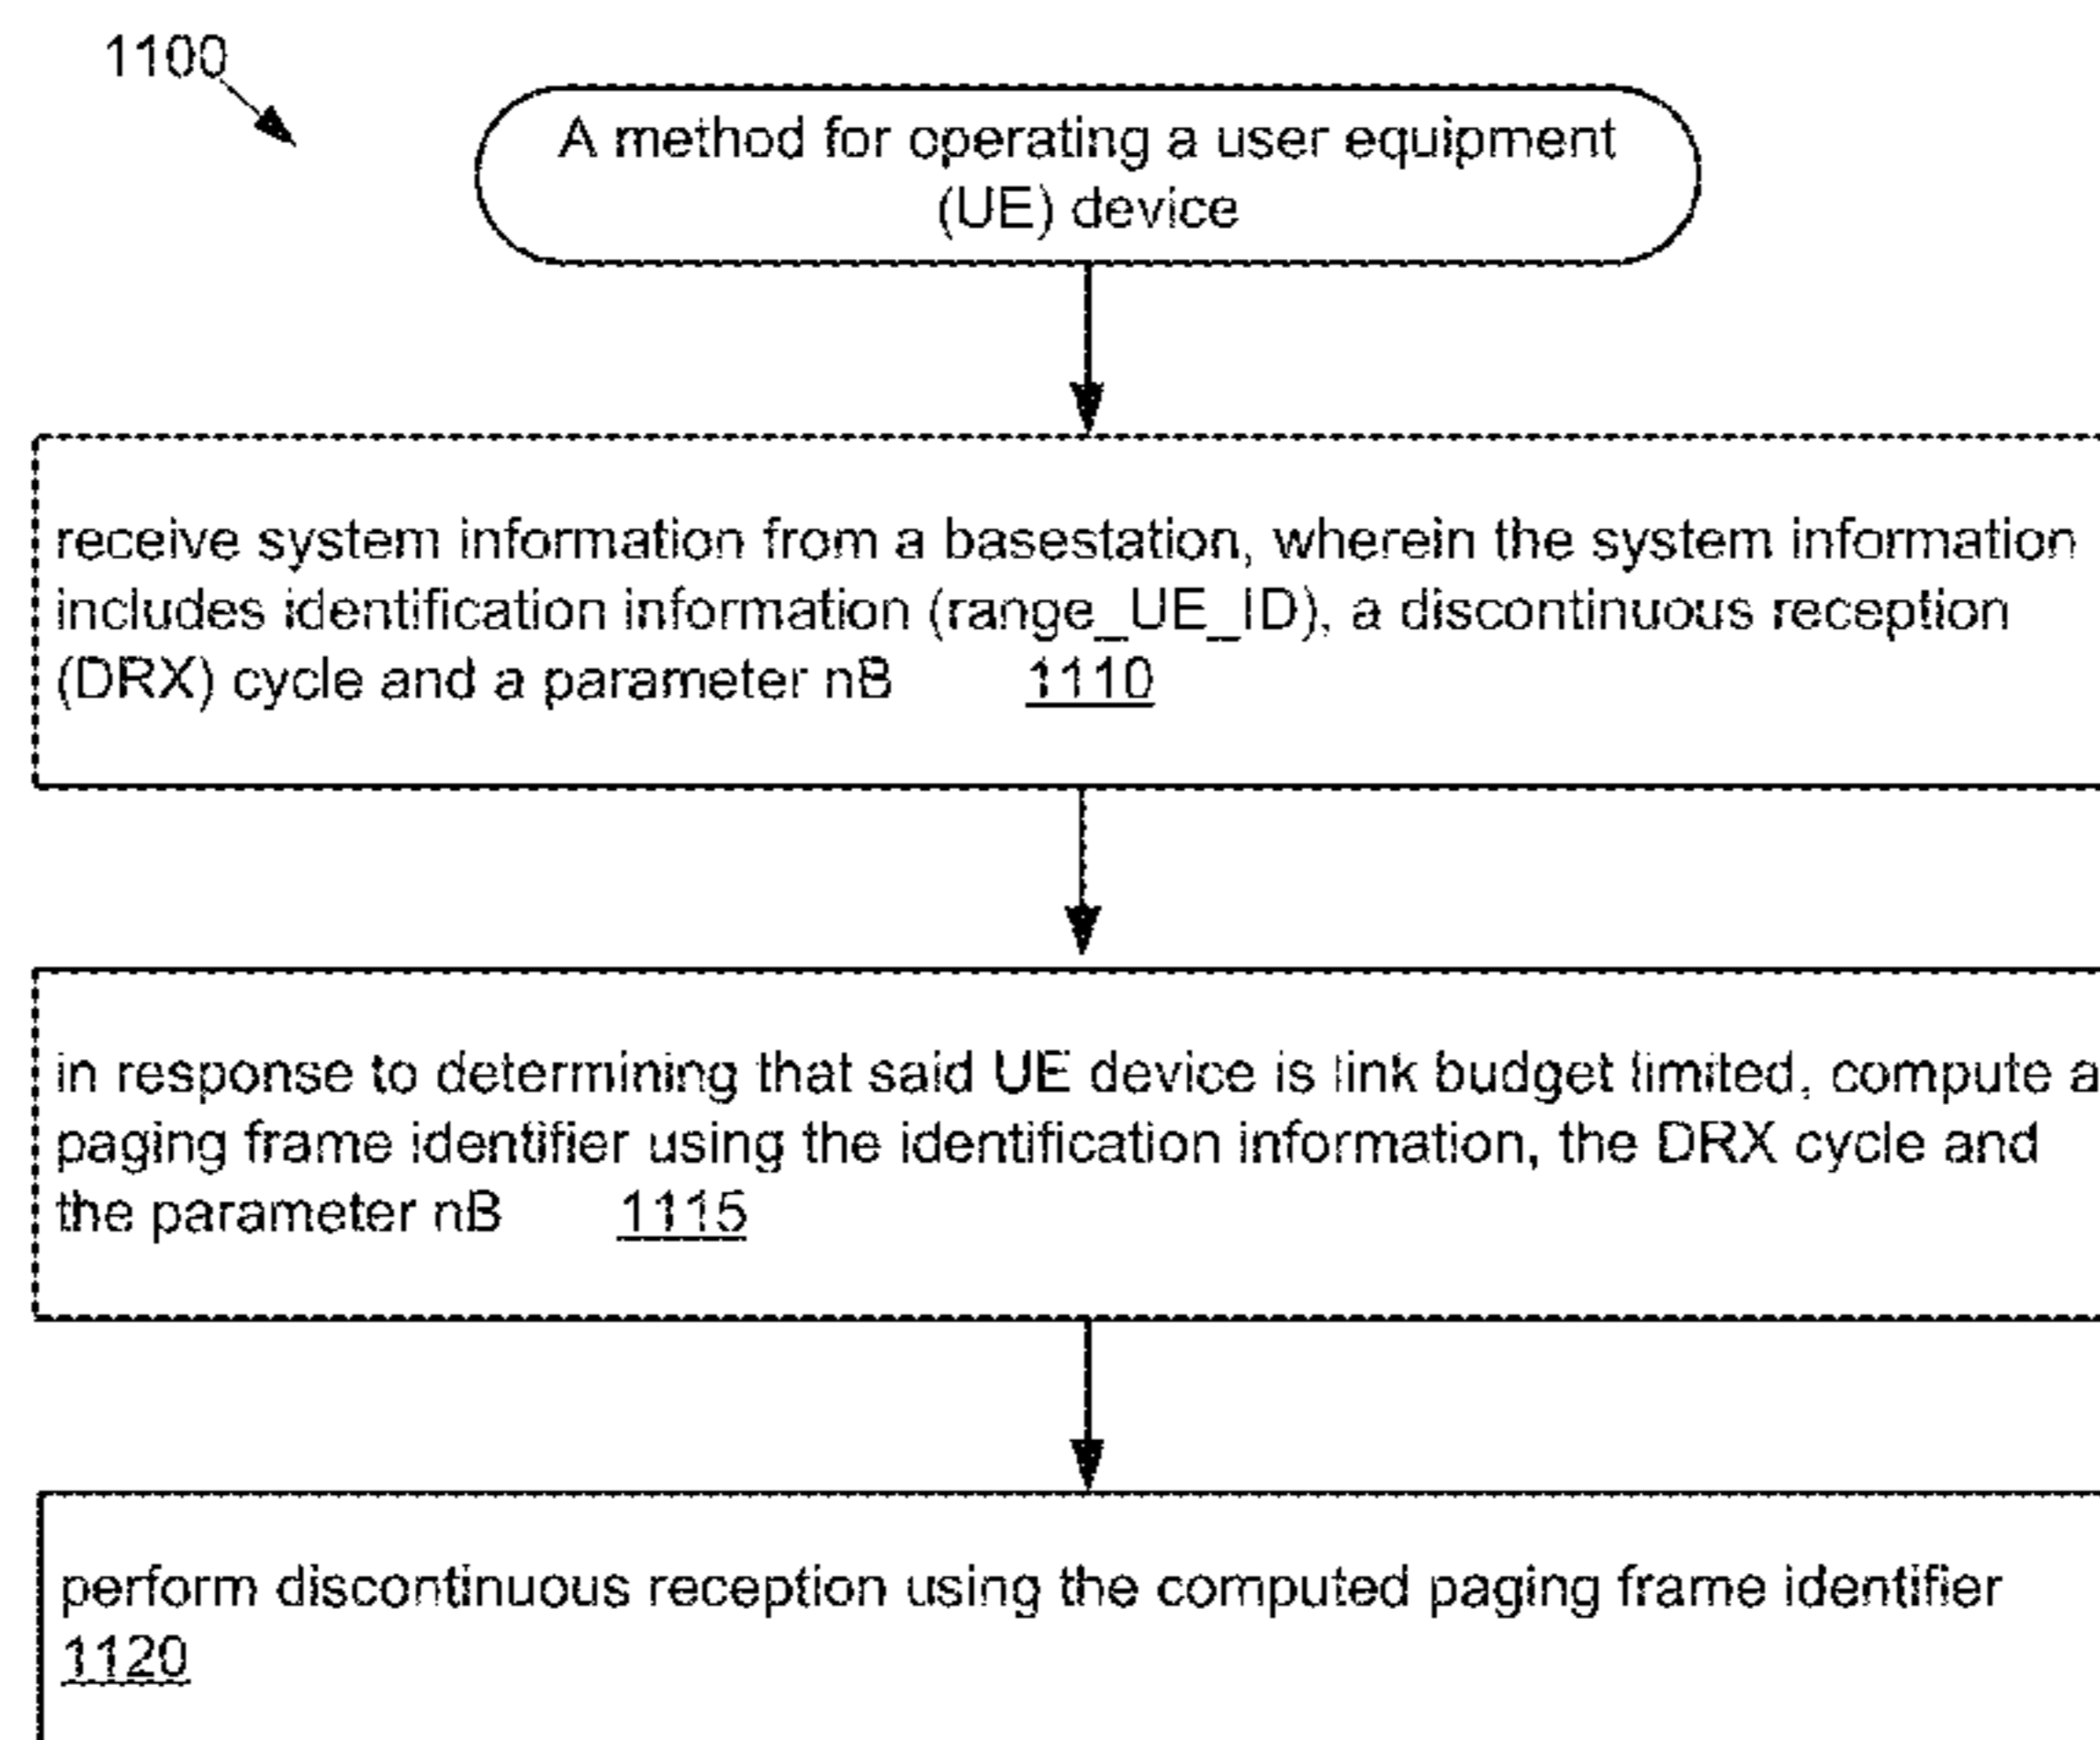 1100
A method for operating a user equipment
(UE) device
receive system information from a basestation, wherein the system information
includes identification information (range_UE_ID), a discontinuous reception
(DRX) cycle and a parameter nB 1110
in response to determining that said UE device is link budget limited, compute a
paging frame identifier using the identification information, the DRX cycle and
the parameter nB 1115
perform discontinuous reception using the computed paging frame identifier
1120